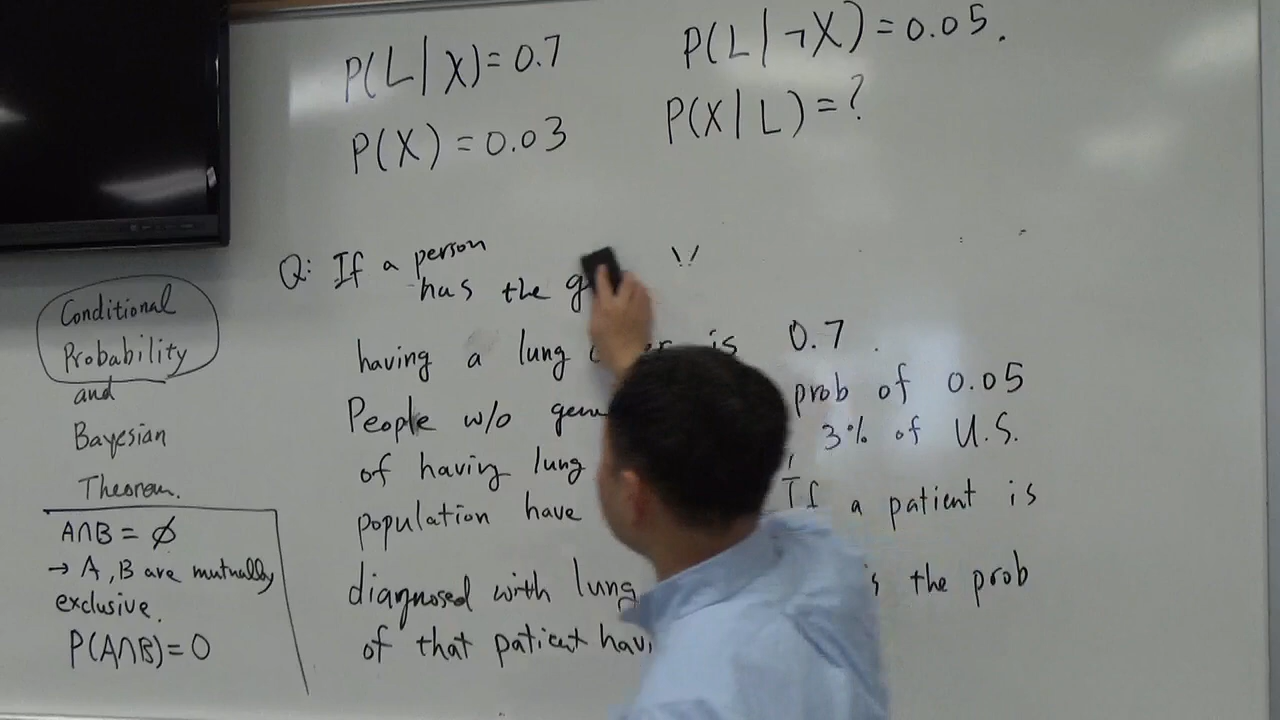 P(L|X)=0.7
P(L|¬X)=0.05.
P(X)=0.03
P(X|L)=?
Q: If a person
has the
having a lung is 0.7.
People w/o prob of 0.05
of having lung 3% of U.S.
population have If a patient is
diagnosed with lung the prob
of that patient
Conditional
Probability
and
Bayesian
Theorem.
A∩B = ∅
→ A, B are mutually
exclusive.
P(A∩B)=0